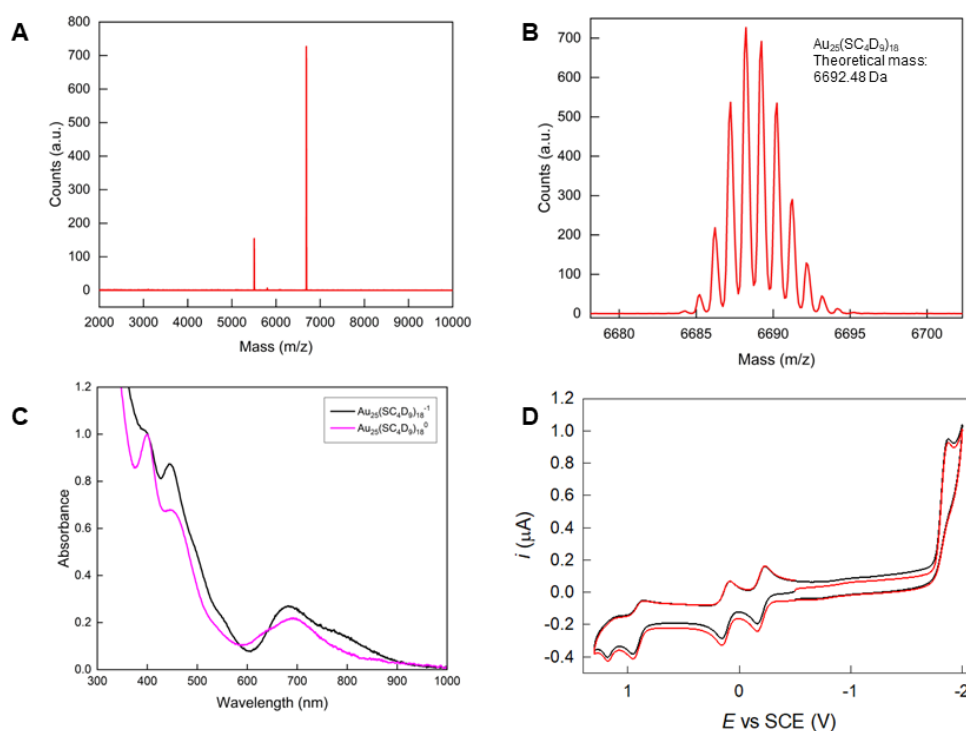 A
800
700
600
500
400
300
200
100
0
Counts (a.u.)
2000 3000 4000 5000 6000 7000 8000 9000 10000
Mass (m/z)
B
Au₂₅(SC₄D₉)₁₈
Theoretical mass:
6692.48 Da
700
600
500
400
300
200
100
0
Counts (a.u.)
6680 6685 6690 6695 6700
Mass (m/z)
C
1.2
1.0
0.8
0.6
0.4
0.2
0.0
Absorbance
Au₂₅(SC₄D₉)₁₈⁻¹
Au₂₅(SC₄D₉)₁₈⁰
300 400 500 600 700 800 900 1000
Wavelength (nm)
D
1.2
1.0
0.8
0.6
0.4
0.2
0.0
-0.2
-0.4
i (μA)
1 0 -1 -2
E vs SCE (V)